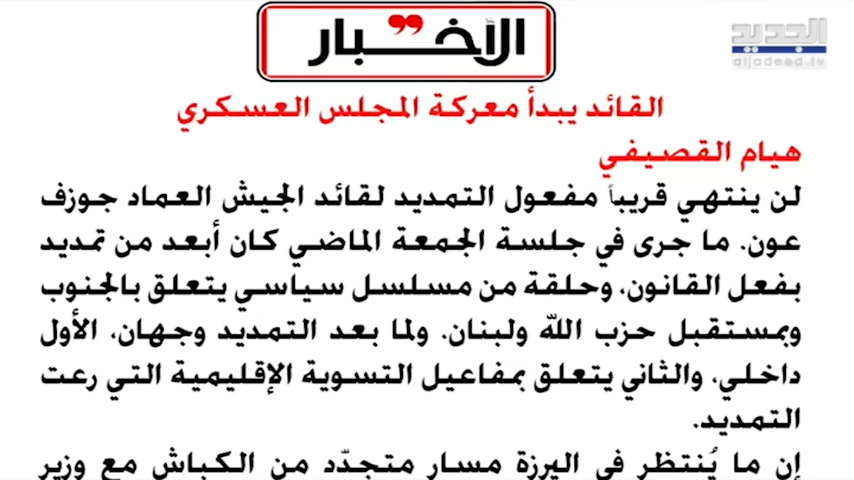 الأخبار
الجديد
aljadeed.tv
القائد يبدأ معركة المجلس العسكري
هيام القصيفي
لن ينتهي قريباً مفعول التمديد لقائد الجيش العماد جوزف
عون. ما جرى في جلسة الجمعة الماضي كان أبعد من تمديد
بفعل القانون، وحلقة من مسلسل سياسي يتعلق بالجنوب
وبمستقبل حزب الله ولبنان. ولما بعد التمديد وجهان، الأول
داخلي، والثاني يتعلق بمفاعيل التسوية الإقليمية التي رعت
التمديد.
إن ما يُنتظر في اليرزة مسار متجدّد من الكباش مع وزير